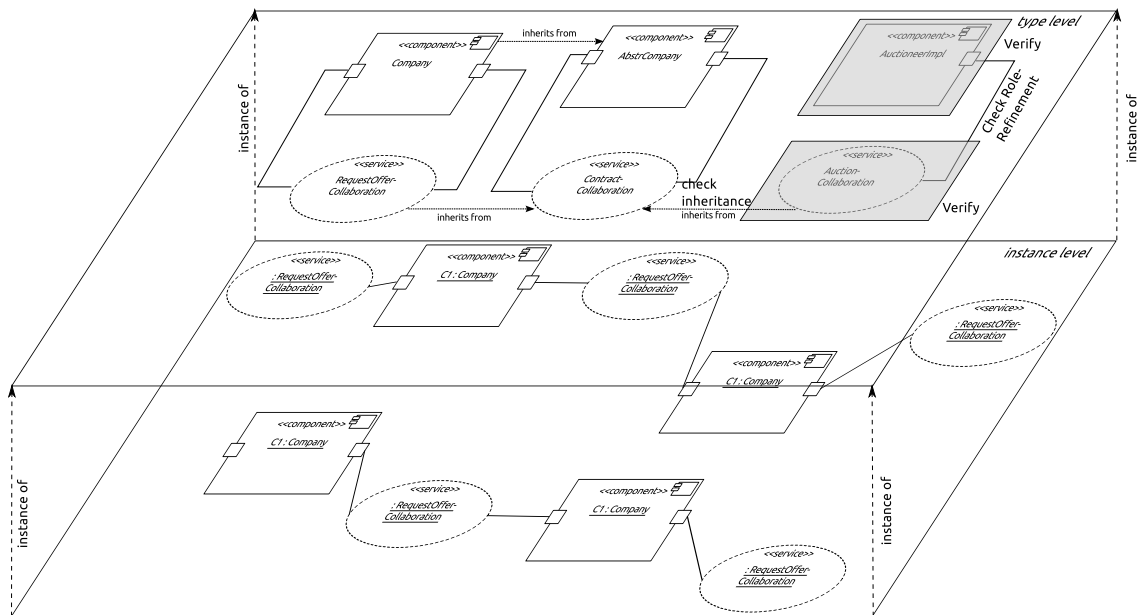 type level
<<component>>
Company
inherits from
<<component>>
AbstrCompany
<<component>>
AuctioneerImpl
Verify
Check Role-
Refinement
instance of
instance of
<<service>>
RequestOffer-
Collaboration
inherits from
<<service>>
Contract-
Collaboration
check
inheritance
inherits from
<<service>>
Auction-
Collaboration
Verify
instance level
<<service>>
: RequestOffer-
Collaboration
<<component>>
C1 : Company
<<service>>
: RequestOffer-
Collaboration
<<service>>
: RequestOffer-
Collaboration
<<component>>
C1 : Company
<<component>>
C1 : Company
<<service>>
: RequestOffer-
Collaboration
<<component>>
C1 : Company
<<service>>
: RequestOffer-
Collaboration
instance of
instance of